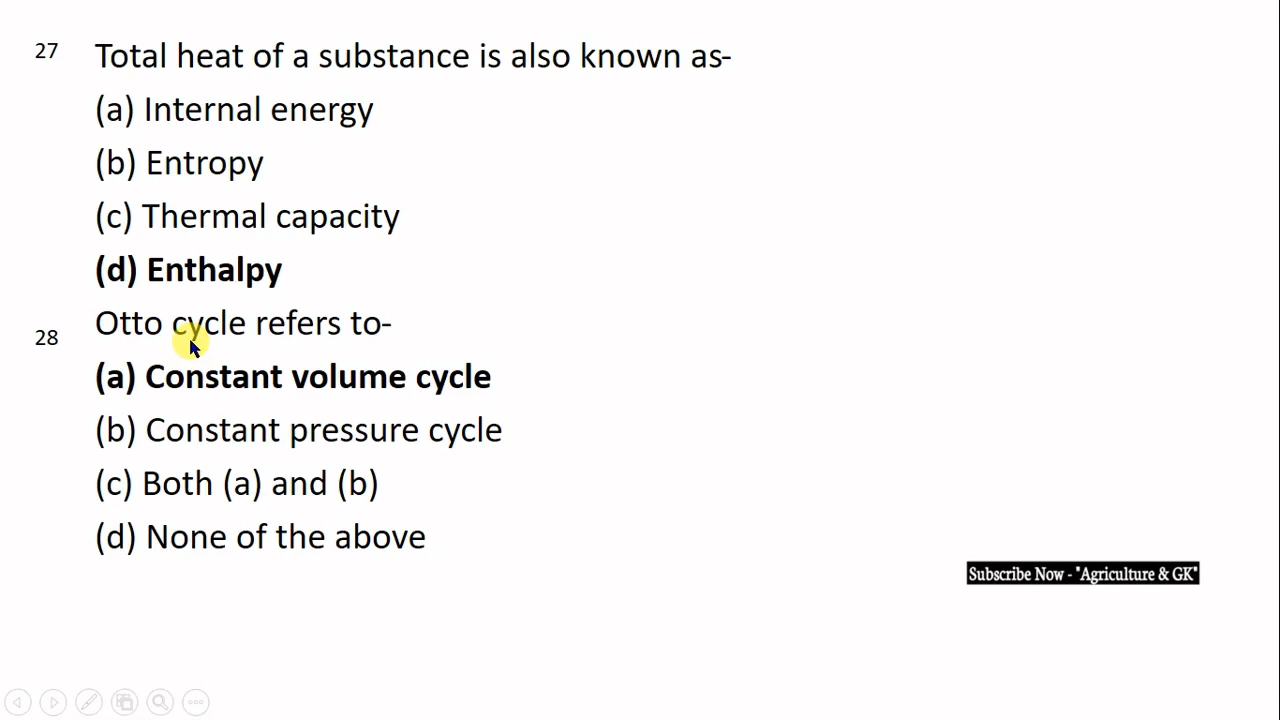 27 Total heat of a substance is also known as-
(a) Internal energy
(b) Entropy
(c) Thermal capacity
(d) Enthalpy
28 Otto cycle refers to-
(a) Constant volume cycle
(b) Constant pressure cycle
(c) Both (a) and (b)
(d) None of the above
Subscribe Now - "Agriculture & GK"